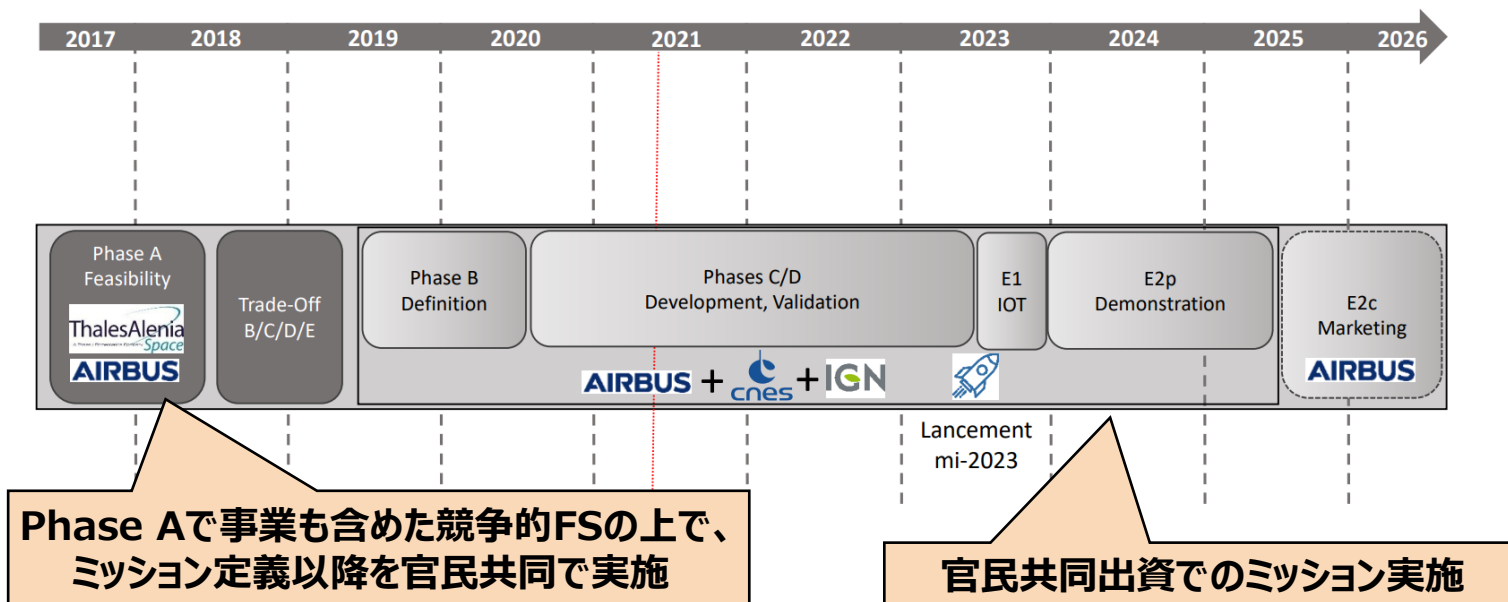 2017 2018 2019 2020 2021 2022 2023 2024 2025 2026
Phase A
Feasibility
ThalesAlenia
Space
AIRBUS
Trade-Off
B/C/D/E
Phase B
Definition
Phases C/D
Development, Validation
E1
IOT
E2p
Demonstration
E2c
Marketing
AIRBUS
AIRBUS + cnes + IGN
Lancement
mi-2023
Phase Aで事業も含めた競争的FSの上で、
ミッション定義以降を官民共同で実施
官民共同出資でのミッション実施